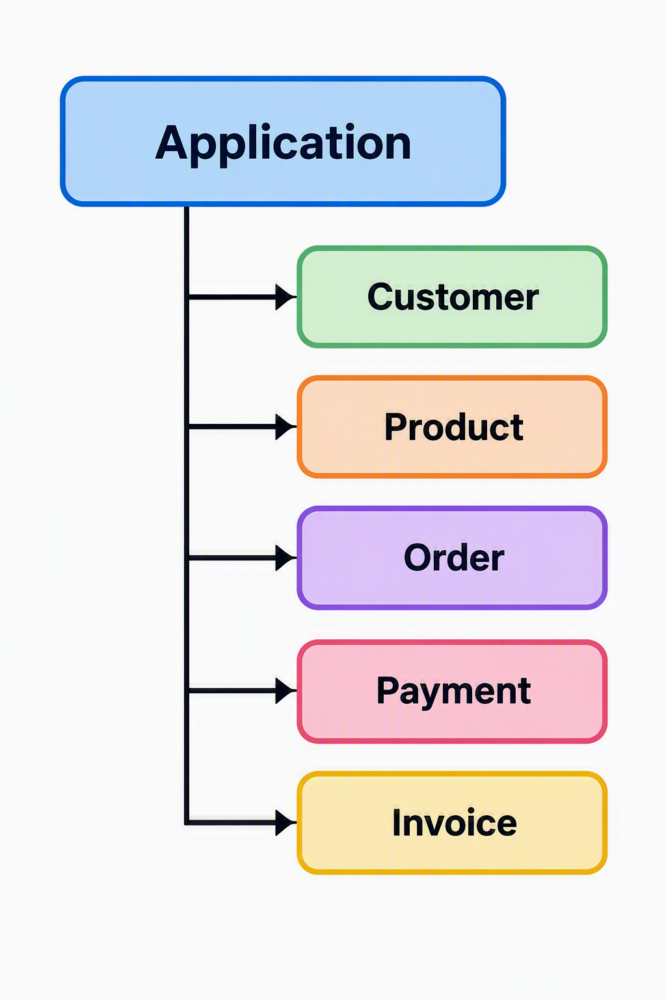 Application
Customer
Product
Order
Payment
Invoice